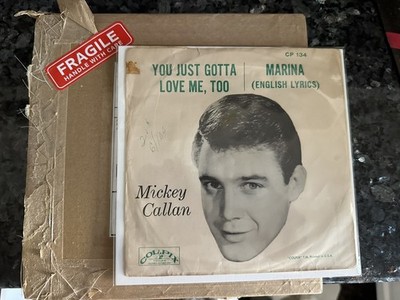 FRAGILE
HANDLE WITH CARE
CP 134
YOU JUST GOTTA
LOVE ME, TOO
MARINA
(ENGLISH LYRICS)
Mickey
Callan
COLPIX